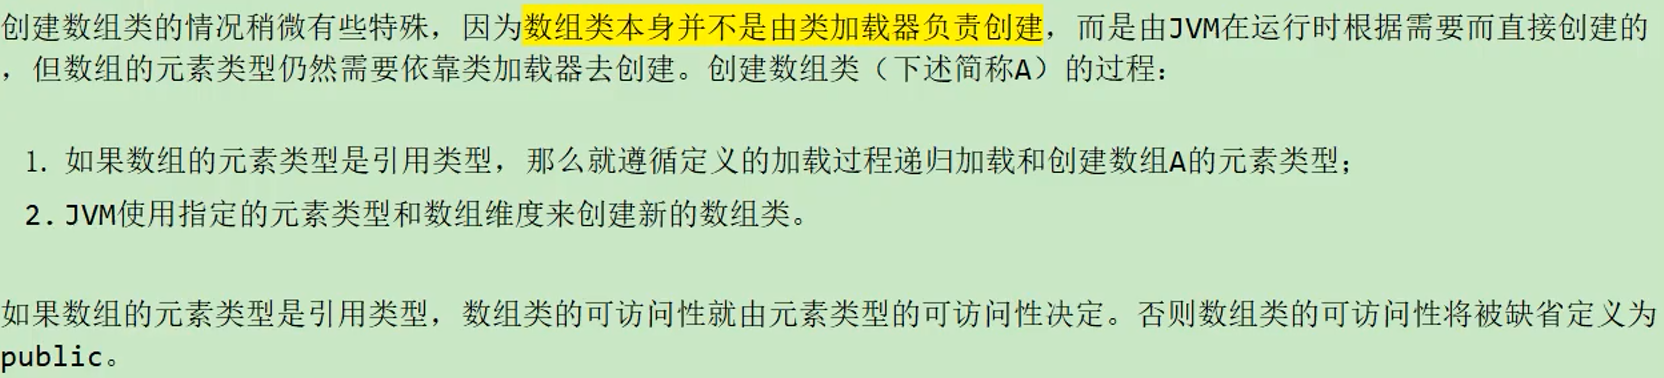 创建数组类的情况稍微有些特殊，因为数组类本身并不是由类加载器负责创建，而是由JVM在运行时根据需要而直接创建的
，但数组的元素类型仍然需要依靠类加载器去创建。创建数组类（下述简称A）的过程：
1. 如果数组的元素类型是引用类型，那么就遵循定义的加载过程递归加载和创建数组A的元素类型；
2. JVM使用指定的元素类型和数组维度来创建新的数组类。
如果数组的元素类型是引用类型，数组类的可访问性就由元素类型的可访问性决定。否则数组类的可访问性将被缺省定义为
public。